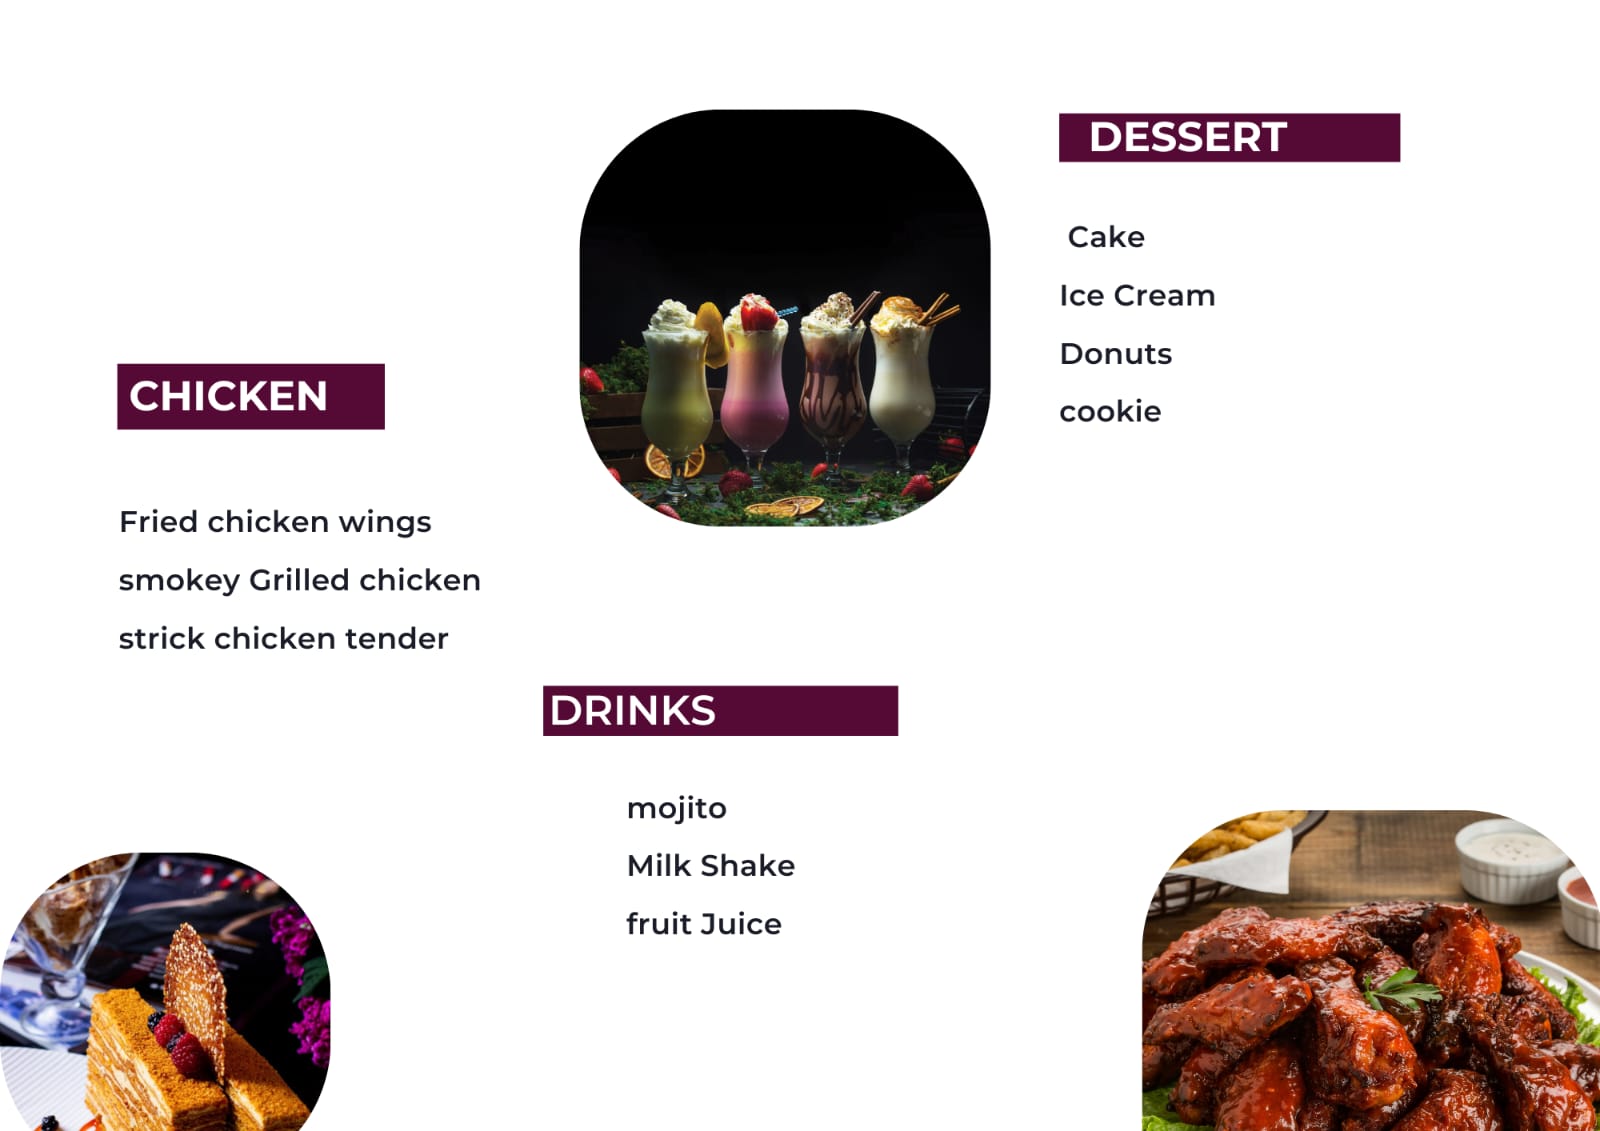 CHICKEN
Fried chicken wings
smokey Grilled chicken
strick chicken tender
DRINKS
mojito
Milk Shake
fruit Juice
DESSERT
Cake
Ice Cream
Donuts
cookie